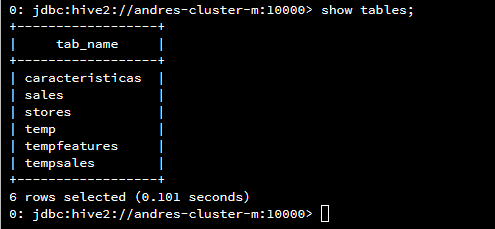 0: jdbc:hive2://andres-cluster-m:10000> show tables;
+------------------+
|     tab_name     |
+------------------+
| caracteristicas  |
| sales            |
| stores           |
| temp             |
| tempfeatures     |
| tempsales        |
+------------------+
6 rows selected (0.101 seconds)
0: jdbc:hive2://andres-cluster-m:10000>